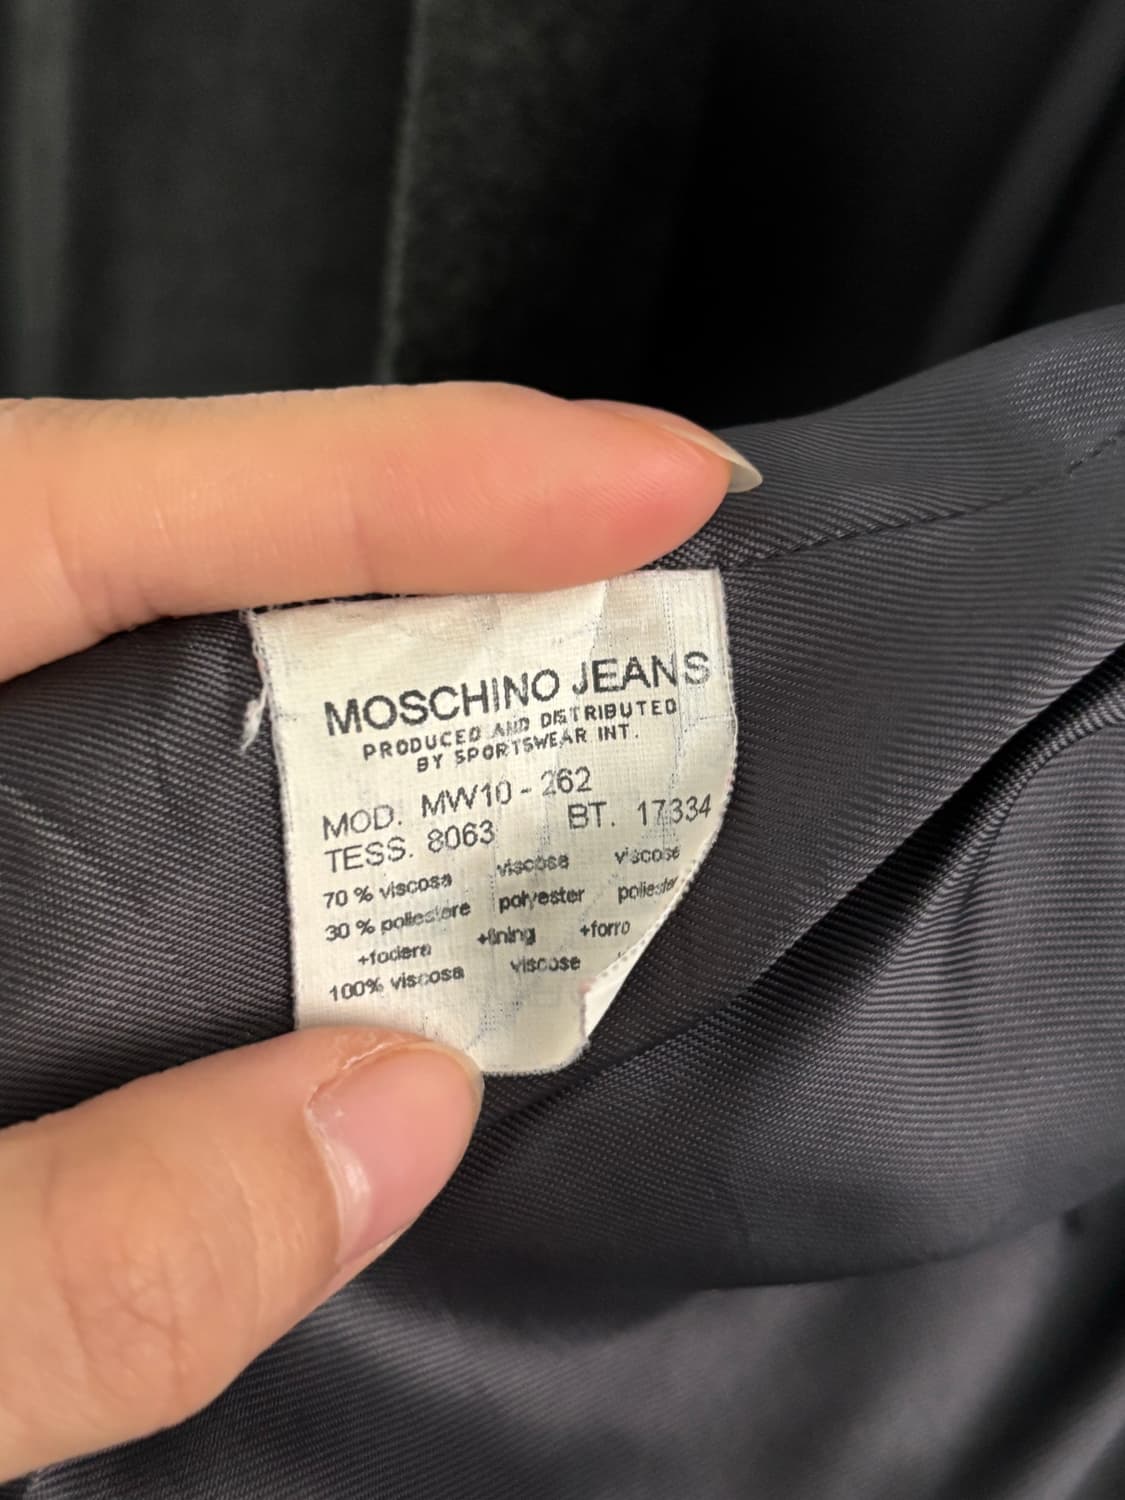 MOSCHINO JEANS
PRODUCED AND DISTRIBUTED
BY SPORTSWEAR INT.
MOD. MW10 - 262
TESS. 8063 BT. 17334
70 % viscosa viscose viscose
30 % poliestere polyester poliester
+fodera +lining +forro
100% viscosa viscose